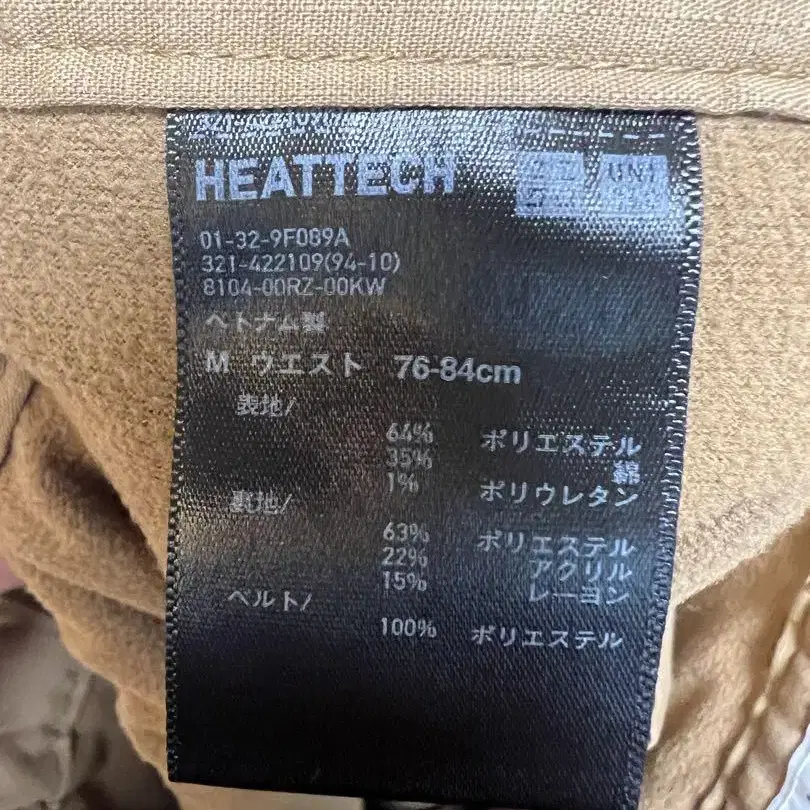 HEATTECH
UNI
01-32-9F089A
321-422109(94-10)
8104-00RZ-00KW
ベトナム製
M ウエスト 76-84cm
表地/
64% ポリエステル
35% 綿
1% ポリウレタン
裏地/
63% ポリエステル
22% アクリル
15% レーヨン
ベルト/
100% ポリエステル